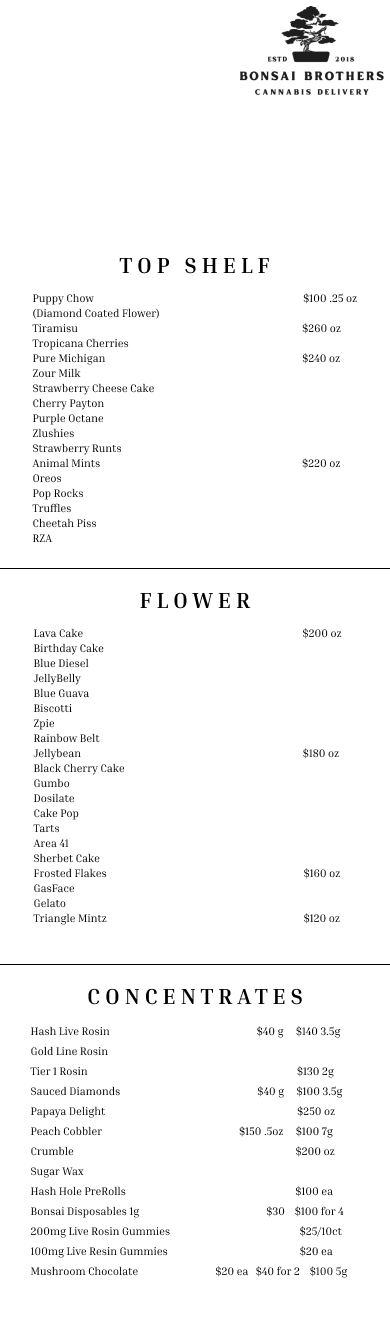 ESTD 2018
BONSAI BROTHERS
CANNABIS DELIVERY
TOP SHELF
Puppy Chow $100 .25 oz
(Diamond Coated Flower)
Tiramisu $260 oz
Tropicana Cherries
Pure Michigan $240 oz
Zour Milk
Strawberry Cheese Cake
Cherry Payton
Purple Octane
Zlushies
Strawberry Runts
Animal Mints $220 oz
Oreos
Pop Rocks
Truffles
Cheetah Piss
RZA
FLOWER
Lava Cake $200 oz
Birthday Cake
Blue Diesel
JellyBelly
Blue Guava
Biscotti
Zpie
Rainbow Belt
Jellybean $180 oz
Black Cherry Cake
Gumbo
Dosilate
Cake Pop
Tarts
Area 41
Sherbet Cake
Frosted Flakes $160 oz
GasFace
Gelato
Triangle Mintz $120 oz
CONCENTRATES
Hash Live Rosin $40 g $140 3.5g
Gold Line Rosin
Tier 1 Rosin $130 2g
Sauced Diamonds $40 g $100 3.5g
Papaya Delight $250 oz
Peach Cobbler $150 .5oz $100 7g
Crumble $200 oz
Sugar Wax
Hash Hole PreRolls $100 ea
Bonsai Disposables 1g $30 $100 for 4
200mg Live Rosin Gummies $25/10ct
100mg Live Resin Gummies $20 ea
Mushroom Chocolate $20 ea $40 for 2 $100 5g